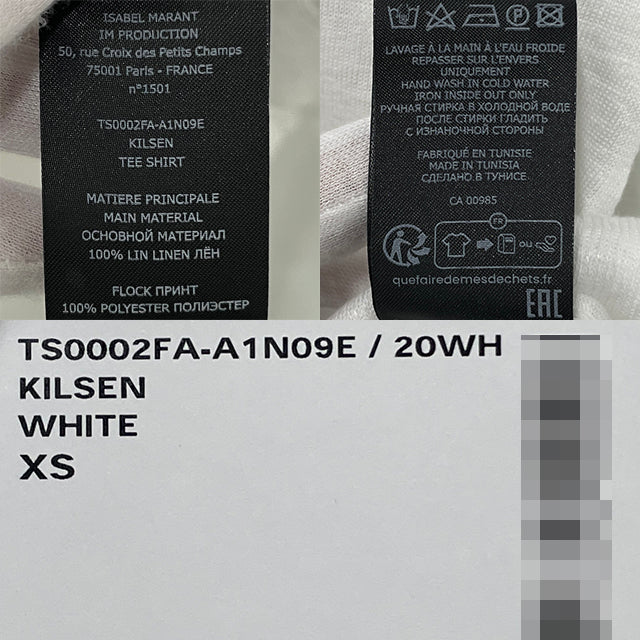 ISABEL MARANT
IM PRODUCTION
50, rue Croix des Petits Champs
75001 Paris - FRANCE
n°1501
TS0002FA-A1N09E
KILSEN
TEE SHIRT
MATIERE PRINCIPALE
MAIN MATERIAL
ОСНОВНОЙ МАТЕРИАЛ
100% LIN LINEN ЛЁН
FLOCK ПРИНТ
100% POLYESTER ПОЛИЭСТЕР
LAVAGE À LA MAIN À L'EAU FROIDE
REPASSER SUR L'ENVERS
UNIQUEMENT
HAND WASH IN COLD WATER
IRON INSIDE OUT ONLY
РУЧНАЯ СТИРКА В ХОЛОДНОЙ ВОДЕ
ПОСЛЕ СТИРКИ ГЛАДИТЬ
С ИЗНАНОЧНОЙ СТОРОНЫ
FABRIQUÉ EN TUNISIE
MADE IN TUNISIA
СДЕЛАНО В ТУНИСЕ
CA 00985
FR
OU
quefairedemesdechets.fr
EAC
TS0002FA-A1N09E / 20WH
KILSEN
WHITE
XS